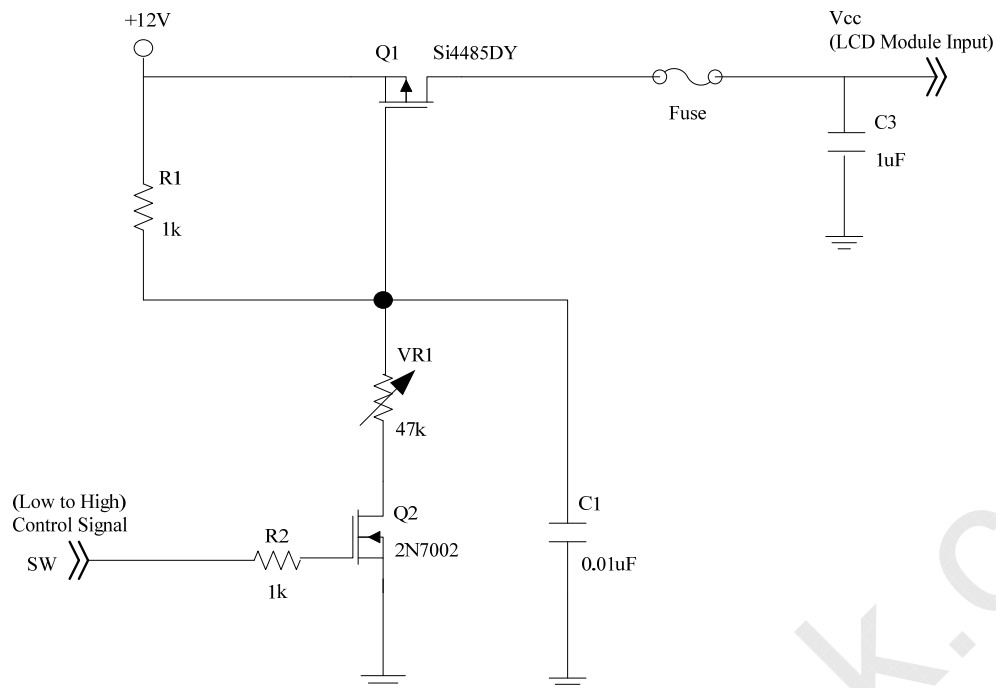 +12V
Vcc
(LCD Module Input)
Q1
Si4485DY
Fuse
C3
1uF
R1
1k
VR1
47k
(Low to High)
Control Signal
SW
R2
1k
Q2
2N7002
C1
0.01uF
K.C